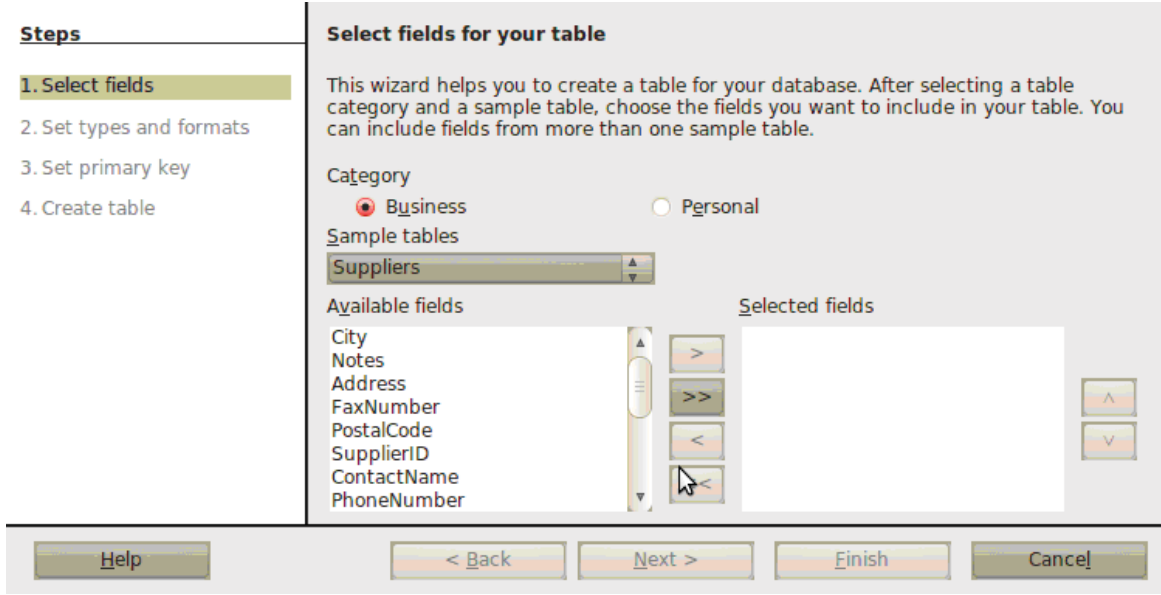 Steps
1. Select fields
2. Set types and formats
3. Set primary key
4. Create table
Select fields for your table
This wizard helps you to create a table for your database. After selecting a table
category and a sample table, choose the fields you want to include in your table. You
can include fields from more than one sample table.
Category
Business
Personal
Sample tables
Suppliers
Available fields
Selected fields
City
Notes
Address
FaxNumber
PostalCode
SupplierID
ContactName
PhoneNumber
>
>>
<
<
Help
< Back
Next >
Finish
Cancel